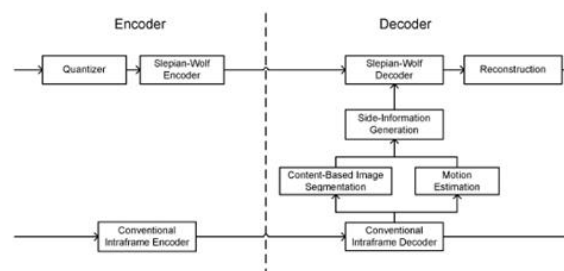 Encoder
Decoder
Quantizer
Slepian-Wolf
Encoder
Slepian-Wolf
Decoder
Reconstruction
Side-Information
Generation
Content-Based Image
Segmentation
Motion
Estimation
Conventional
Intraframe Encoder
Conventional
Intraframe Decoder